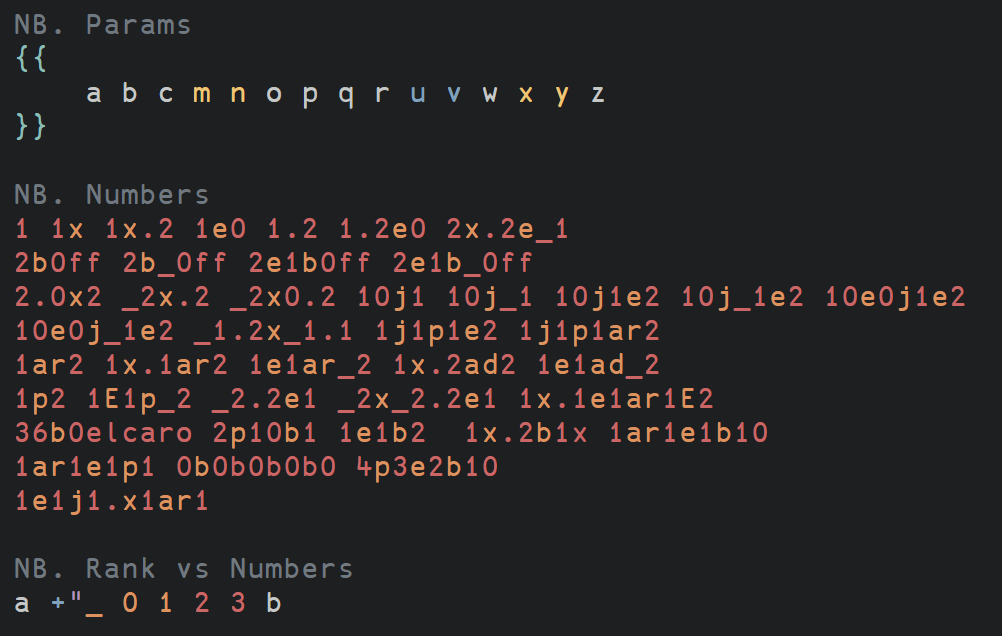 NB. Params
{{
    a b c m n o p q r u v w x y z
}}

NB. Numbers
1 1x 1x.2 1e0 1.2 1.2e0 2x.2e_1
2b0ff 2b_0ff 2e1b0ff 2e1b_0ff
2.0x2 _2x.2 _2x0.2 10j1 10j_1 10j1e2 10j_1e2 10e0j1e2
10e0j_1e2 _1.2x_1.1 1j1p1e2 1j1p1ar2
1ar2 1x.1ar2 1e1ar_2 1x.2ad2 1e1ad_2
1p2 1E1p_2 _2.2e1 _2x_2.2e1 1x.1e1ar1E2
36b0elcaro 2p10b1 1e1b2  1x.2b1x 1ar1e1b10
1ar1e1p1 0b0b0b0b0 4p3e2b10
1e1j1.x1ar1

NB. Rank vs Numbers
a +"_ 0 1 2 3 b